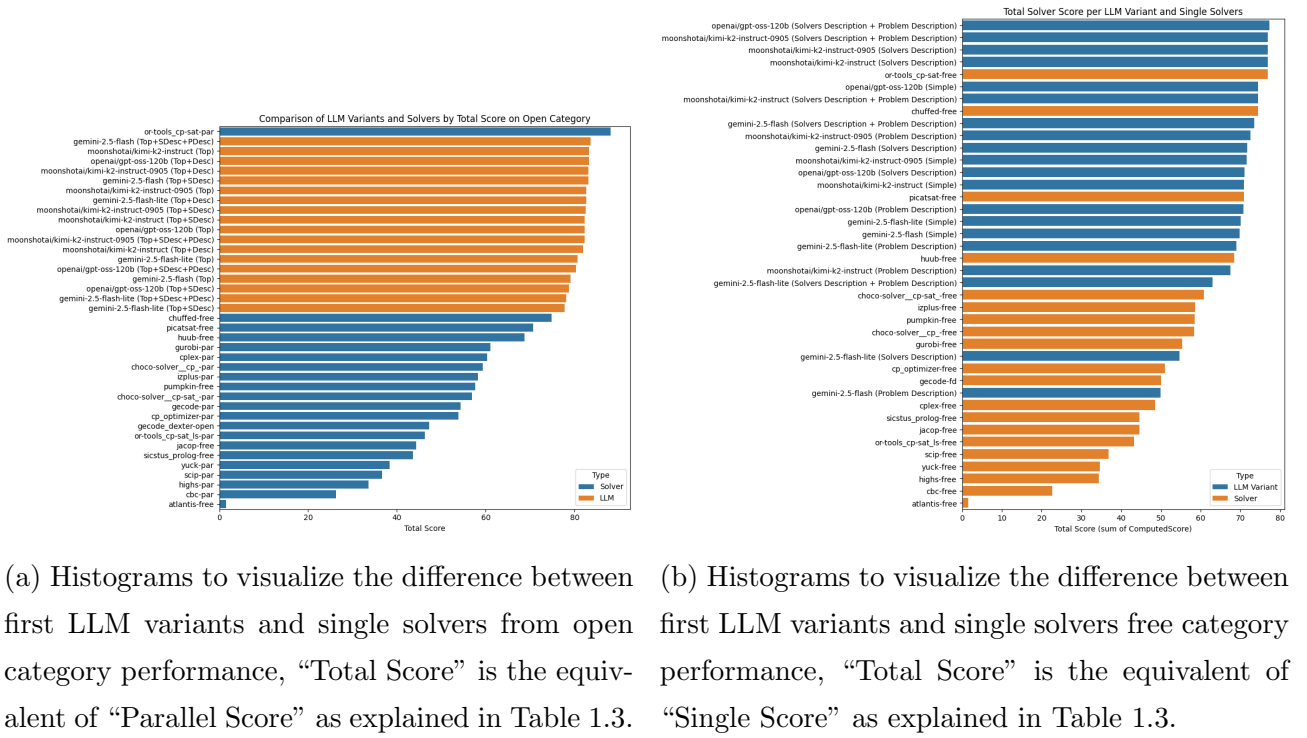 Comparison of LLM Variants and Solvers by Total Score on Open Category
or-tools_cp-sat-par
gemini-2.5-flash (Top+SDesc+PDesc)
moonshotai/kimi-k2-instruct (Top)
openai/gpt-oss-120b (Top+Desc)
moonshotai/kimi-k2-instruct-0905 (Top+Desc)
gemini-2.5-flash (Top+SDesc)
moonshotai/kimi-k2-instruct-0905 (Top)
gemini-2.5-flash-lite (Top+Desc)
moonshotai/kimi-k2-instruct-0905 (Top+SDesc)
moonshotai/kimi-k2-instruct (Top+SDesc)
openai/gpt-oss-120b (Top)
moonshotai/kimi-k2-instruct-0905 (Top+SDesc+PDesc)
moonshotai/kimi-k2-instruct (Top+Desc)
gemini-2.5-flash-lite (Top)
openai/gpt-oss-120b (Top+SDesc+PDesc)
gemini-2.5-flash (Top)
openai/gpt-oss-120b (Top+SDesc)
gemini-2.5-flash-lite (Top+SDesc+PDesc)
gemini-2.5-flash-lite (Top+SDesc)
chuffed-free
picatsat-free
huub-free
gurobi-par
cplex-par
choco-solver__cp_-par
izplus-par
pumpkin-free
choco-solver__cp-sat_-par
gecode-par
cp_optimizer-par
gecode_dexter-open
or-tools_cp-sat_ls-par
jacop-free
sicstus_prolog-free
yuck-par
scip-par
highs-par
cbc-par
atlantis-free
Type
Solver
LLM
0 20 40 60 80
Total Score
Total Solver Score per LLM Variant and Single Solvers
openai/gpt-oss-120b (Solvers Description + Problem Description)
moonshotai/kimi-k2-instruct-0905 (Solvers Description + Problem Description)
moonshotai/kimi-k2-instruct-0905 (Solvers Description)
moonshotai/kimi-k2-instruct (Solvers Description)
or-tools_cp-sat-free
openai/gpt-oss-120b (Simple)
moonshotai/kimi-k2-instruct (Solvers Description + Problem Description)
chuffed-free
gemini-2.5-flash (Solvers Description + Problem Description)
moonshotai/kimi-k2-instruct-0905 (Problem Description)
gemini-2.5-flash (Solvers Description)
moonshotai/kimi-k2-instruct-0905 (Simple)
openai/gpt-oss-120b (Solvers Description)
moonshotai/kimi-k2-instruct (Simple)
picatsat-free
openai/gpt-oss-120b (Problem Description)
gemini-2.5-flash-lite (Simple)
gemini-2.5-flash (Simple)
gemini-2.5-flash-lite (Problem Description)
huub-free
moonshotai/kimi-k2-instruct (Problem Description)
gemini-2.5-flash-lite (Solvers Description + Problem Description)
choco-solver__cp-sat_-free
izplus-free
pumpkin-free
choco-solver__cp_-free
gurobi-free
gemini-2.5-flash-lite (Solvers Description)
cp_optimizer-free
gecode-fd
gemini-2.5-flash (Problem Description)
cplex-free
sicstus_prolog-free
jacop-free
or-tools_cp-sat_ls-free
scip-free
yuck-free
highs-free
cbc-free
atlantis-free
Type
LLM Variant
Solver
0 10 20 30 40 50 60 70 80
Total Score (sum of ComputedScore)
(a) Histograms to visualize the difference between
first LLM variants and single solvers from open
category performance, “Total Score” is the equiv-
alent of “Parallel Score” as explained in Table 1.3.
(b) Histograms to visualize the difference between
first LLM variants and single solvers free category
performance, “Total Score” is the equivalent of
“Single Score” as explained in Table 1.3.